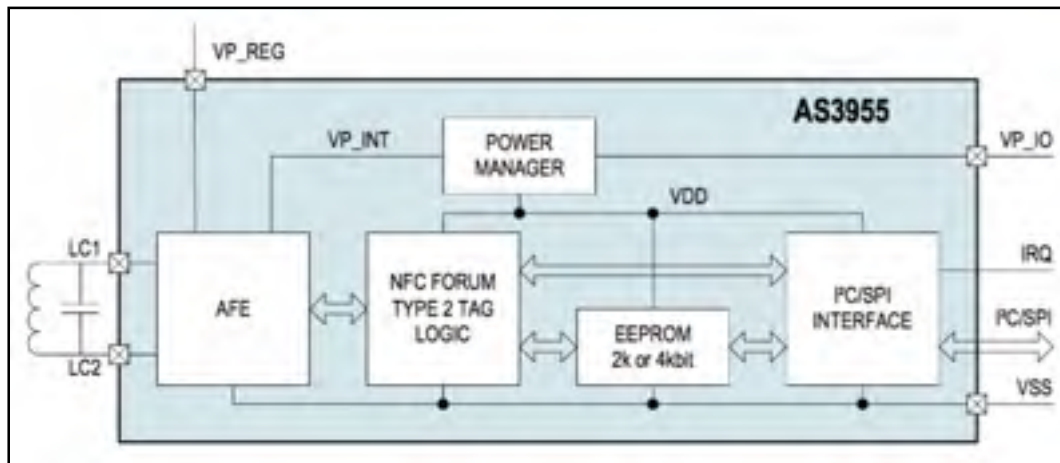 VP_REG
AS3955
VP_INT
POWER
MANAGER
VP_IO
VDD
LC1
AFE
NFC FORUM
TYPE 2 TAG
LOGIC
I²C/SPI
INTERFACE
IRQ
EEPROM
2k or 4kbit
I²C/SPI
LC2
VSS